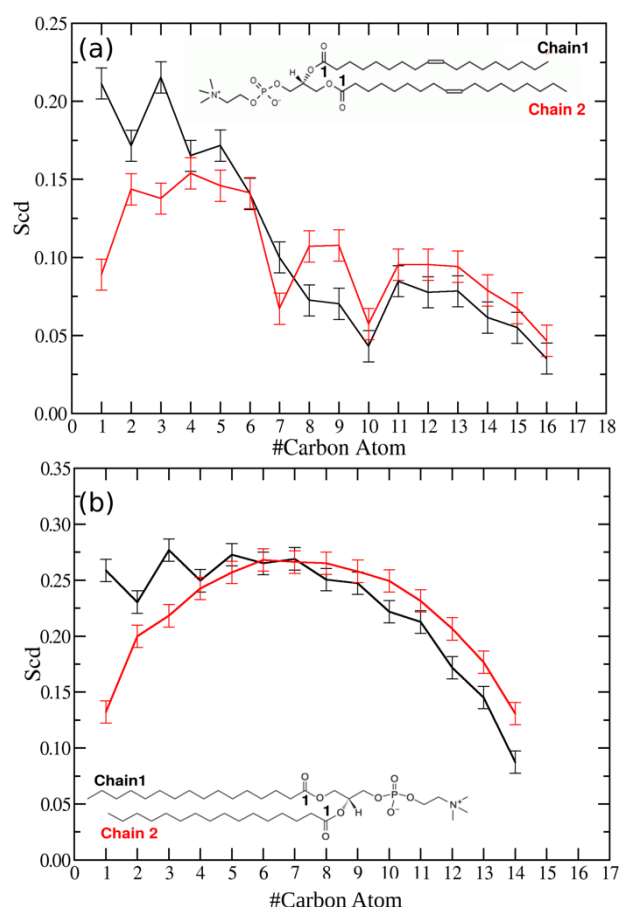 (a)
Chain1
Chain 2
O
O
1
1
H
O
O
P
O
O
O⁻
N⁺
O
Scd
0.25
0.20
0.15
0.10
0.05
0.00
0 1 2 3 4 5 6 7 8 9 10 11 12 13 14 15 16 17 18
#Carbon Atom
(b)
Scd
0.35
0.30
0.25
0.20
0.15
0.10
0.05
0.00
Chain1
Chain 2
O
1
O
O
P
O
O
O⁻
N⁺
1
O
H
O
0 1 2 3 4 5 6 7 8 9 10 11 12 13 14 15 16 17
#Carbon Atom